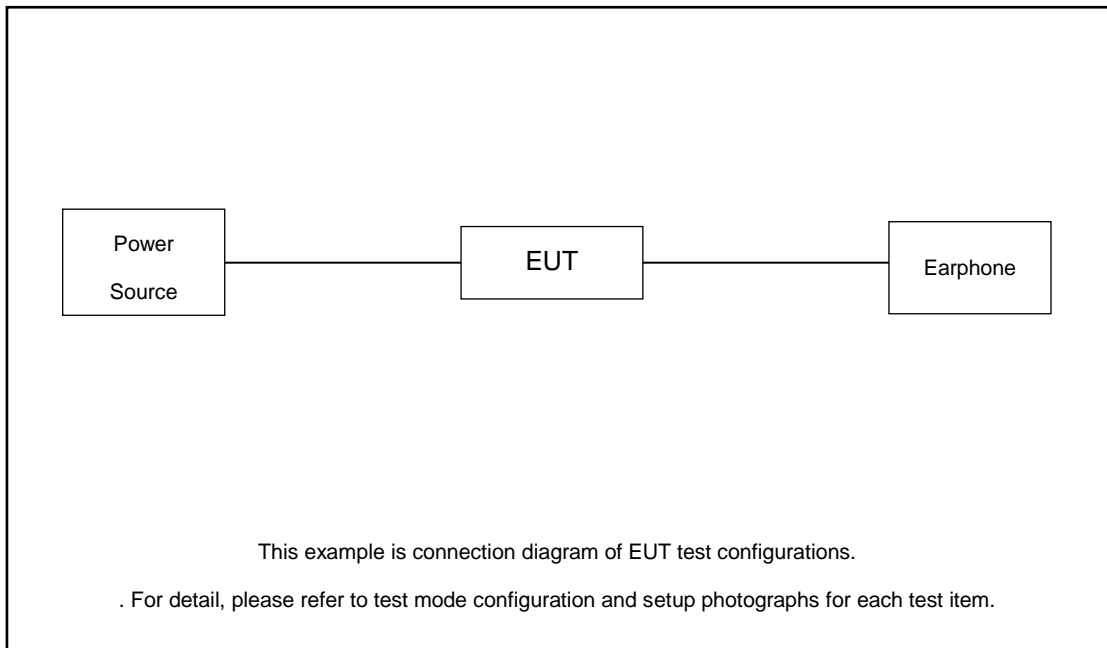 Power
Source
EUT
Earphone
This example is connection diagram of EUT test configurations.
. For detail, please refer to test mode configuration and setup photographs for each test item.